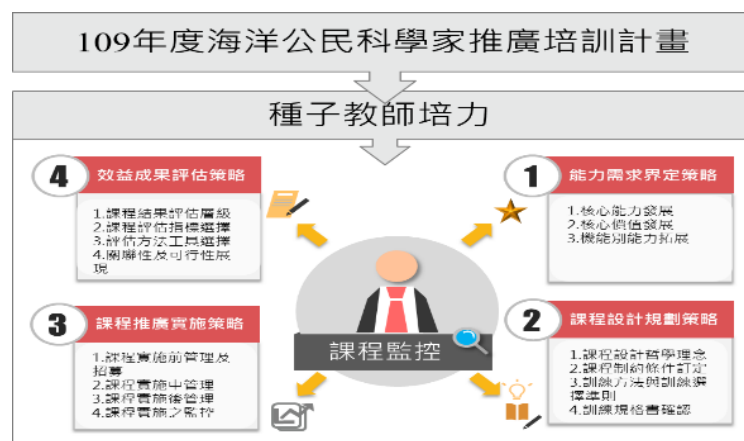 109年度海洋公民科學家推廣培訓計畫
種子教師培力
4 效益成果評估策略
1.課程結果評估層級
2.課程評估指標選擇
3.評估方法工具選擇
4.關聯性及可行性展
現
1 能力需求界定策略
1.核心能力發展
2.核心價值發展
3.機能別能力拓展
課程監控
3 課程推廣實施策略
1.課程實施前管理及
招募
2.課程實施中管理
3.課程實施後管理
4.課程實施之監控
2 課程設計規劃策略
1.課程設計哲學理念
2.課程制約條件訂定
3.訓練方法與訓練選
擇準則
4.訓練規格書確認